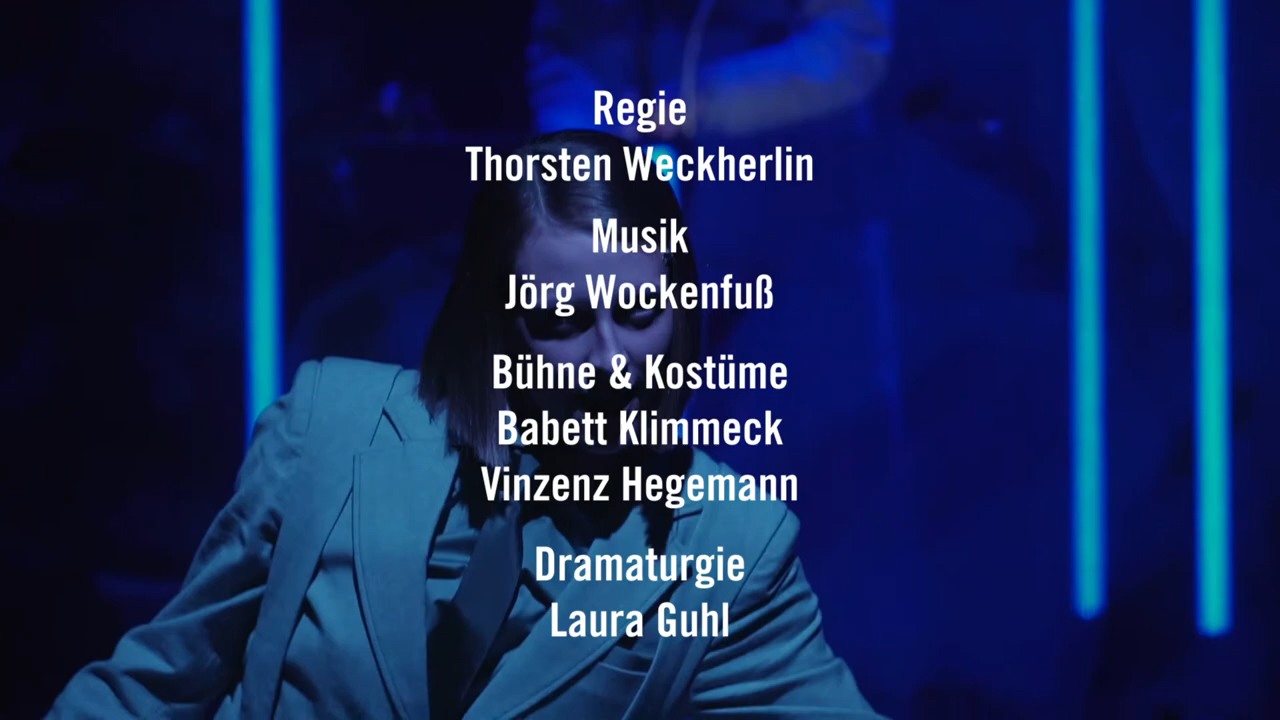 Regie
Thorsten Weckherlin
Musik
Jörg Wockenfuß
Bühne & Kostüme
Babett Klimmeck
Vinzenz Hegemann
Dramaturgie
Laura Guhl